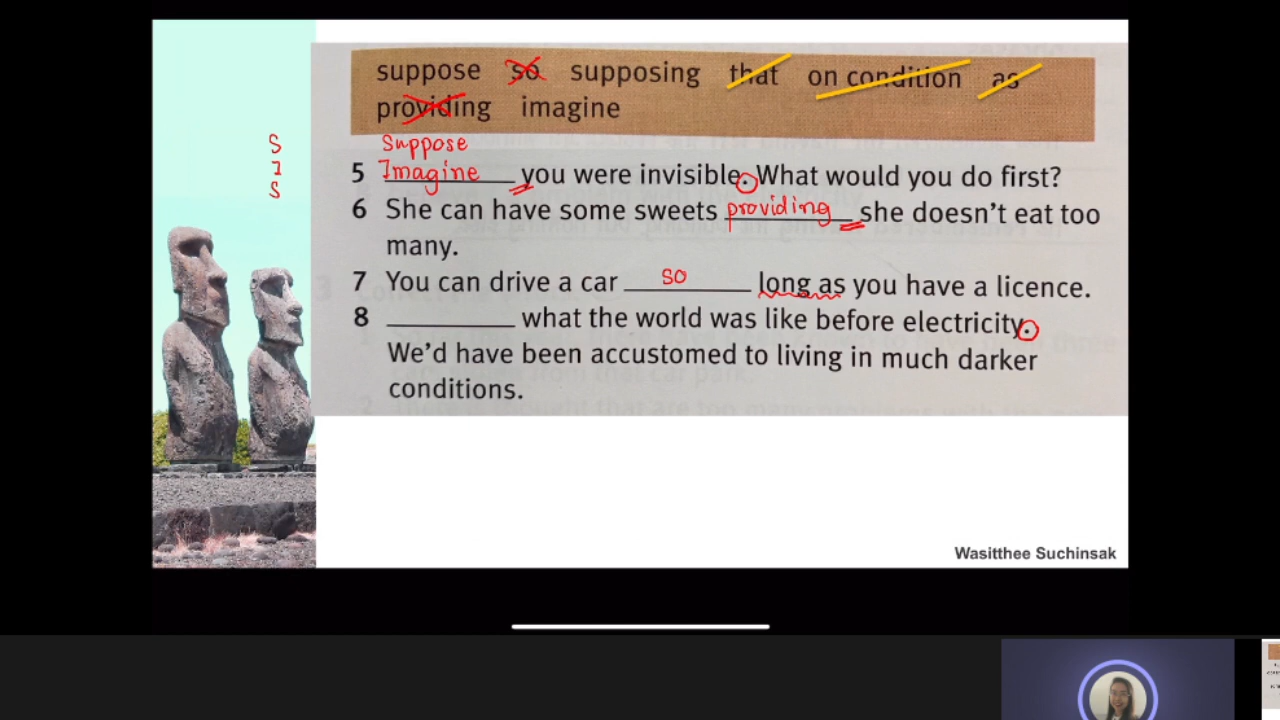 suppose so supposing that on condition as
providing imagine
Suppose
S
I
S
5 Imagine you were invisible. What would you do first?
6 She can have some sweets providing she doesn't eat too
many.
7 You can drive a car so long as you have a licence.
8 ________ what the world was like before electricity.
We'd have been accustomed to living in much darker
conditions.
Wasitthee Suchinsak